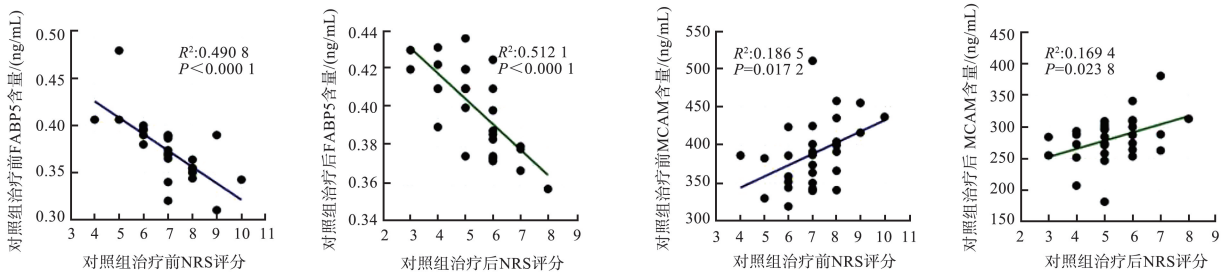 对照组治疗前FABP5含量/(ng/mL)
0.50
0.45
0.40
0.35
0.30
R²:0.490 8
P＜0.000 1
3 4 5 6 7 8 9 10 11
对照组治疗前NRS评分
对照组治疗后FABP5含量/(ng/mL)
0.44
0.42
0.40
0.38
0.36
0.34
R²:0.512 1
P＜0.000 1
2 3 4 5 6 7 8 9
对照组治疗后NRS评分
对照组治疗前MCAM含量/(ng/mL)
550
500
450
400
350
300
R²:0.186 5
P=0.017 2
3 4 5 6 7 8 9 10 11
对照组治疗前NRS评分
对照组治疗后 MCAM含量/(ng/mL)
450
400
350
300
250
200
150
R²:0.169 4
P=0.023 8
2 3 4 5 6 7 8 9
对照组治疗后NRS评分